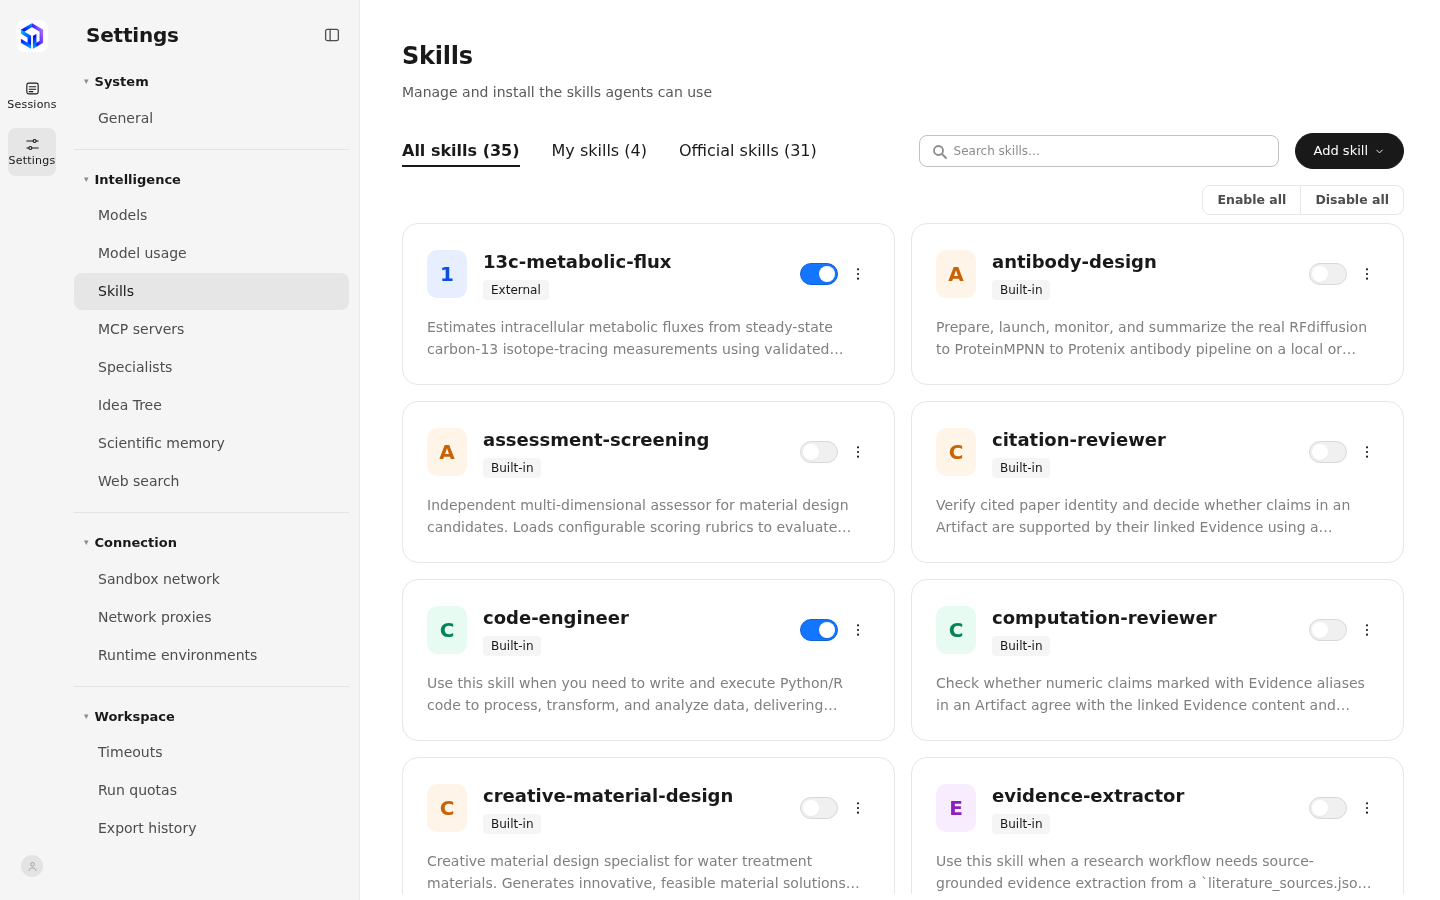 Settings
Sessions
Settings
System
General
Intelligence
Models
Model usage
Skills
MCP servers
Specialists
Idea Tree
Scientific memory
Web search
Connection
Sandbox network
Network proxies
Runtime environments
Workspace
Timeouts
Run quotas
Export history
Skills
Manage and install the skills agents can use
All skills (35)
My skills (4)
Official skills (31)
Search skills...
Add skill
Enable all
Disable all
1
13c-metabolic-flux
External
Estimates intracellular metabolic fluxes from steady-state
carbon-13 isotope-tracing measurements using validated...
A
antibody-design
Built-in
Prepare, launch, monitor, and summarize the real RFdiffusion
to ProteinMPNN to Protenix antibody pipeline on a local or...
A
assessment-screening
Built-in
Independent multi-dimensional assessor for material design
candidates. Loads configurable scoring rubrics to evaluate...
C
citation-reviewer
Built-in
Verify cited paper identity and decide whether claims in an
Artifact are supported by their linked Evidence using a...
C
code-engineer
Built-in
Use this skill when you need to write and execute Python/R
code to process, transform, and analyze data, delivering...
C
computation-reviewer
Built-in
Check whether numeric claims marked with Evidence aliases
in an Artifact agree with the linked Evidence content and...
C
creative-material-design
Built-in
Creative material design specialist for water treatment
materials. Generates innovative, feasible material solutions...
E
evidence-extractor
Built-in
Use this skill when a research workflow needs source-
grounded evidence extraction from a `literature_sources.jso...